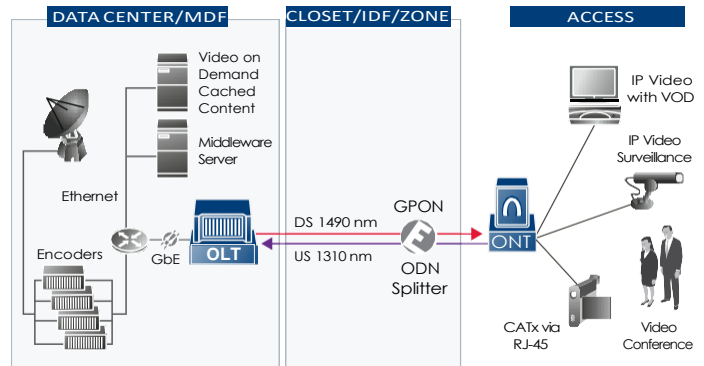 DATA CENTER/MDF
CLOSET/IDF/ZONE
ACCESS
Video on
Demand
Cached
Content
Middleware
Server
Ethernet
Encoders
GbE
OLT
DS 1490 nm
US 1310 nm
GPON
ODN
Splitter
ONT
IP Video
with VOD
IP Video
Surveillance
CATx via
RJ-45
Video
Conference